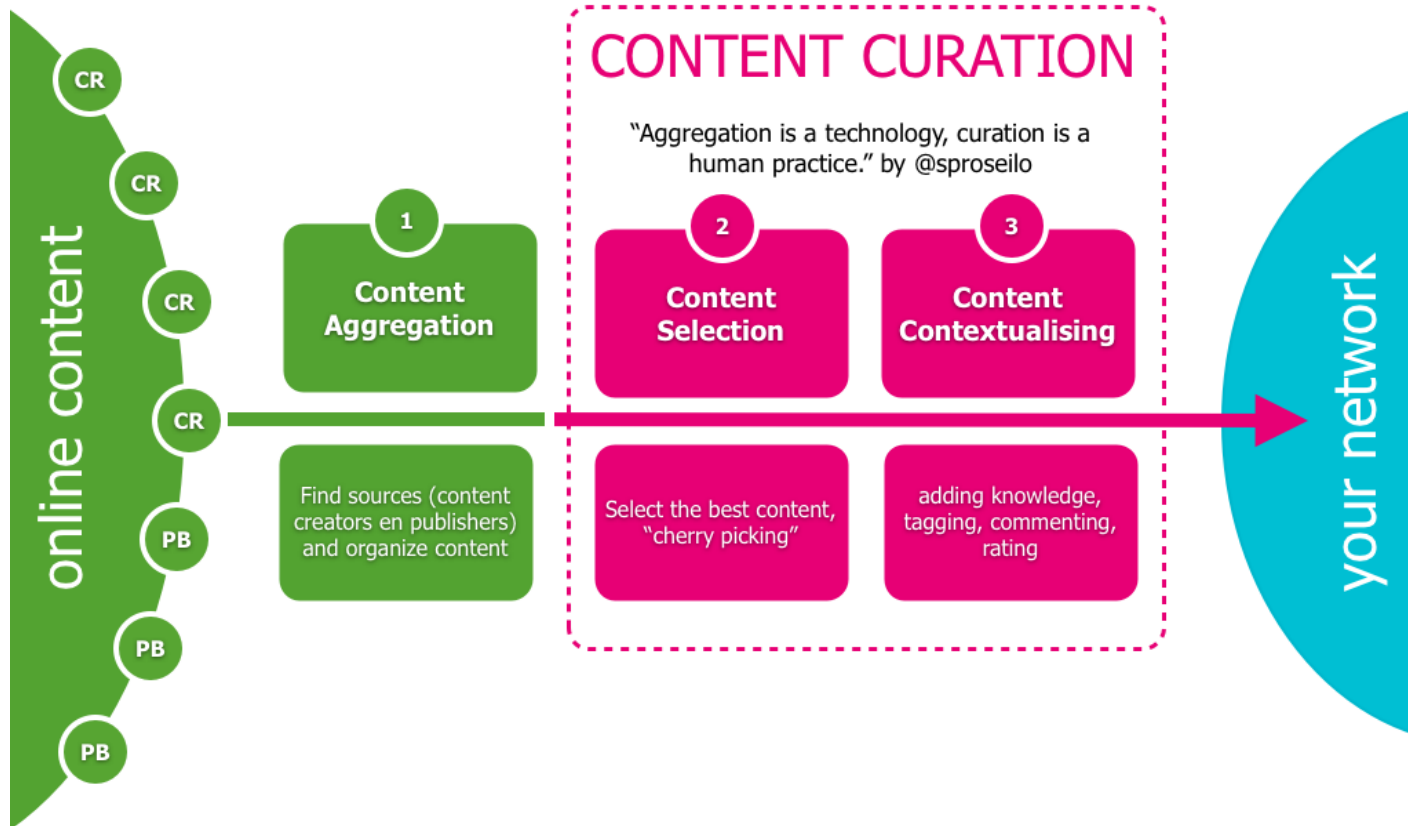 online content
CR
CR
CR
CR
PB
PB
PB
1
Content
Aggregation
Find sources (content
creators en publishers)
and organize content
CONTENT CURATION
“Aggregation is a technology, curation is a
human practice.” by @sproseilo
2
Content
Selection
Select the best content,
“cherry picking”
3
Content
Contextualising
adding knowledge,
tagging, commenting,
rating
your network